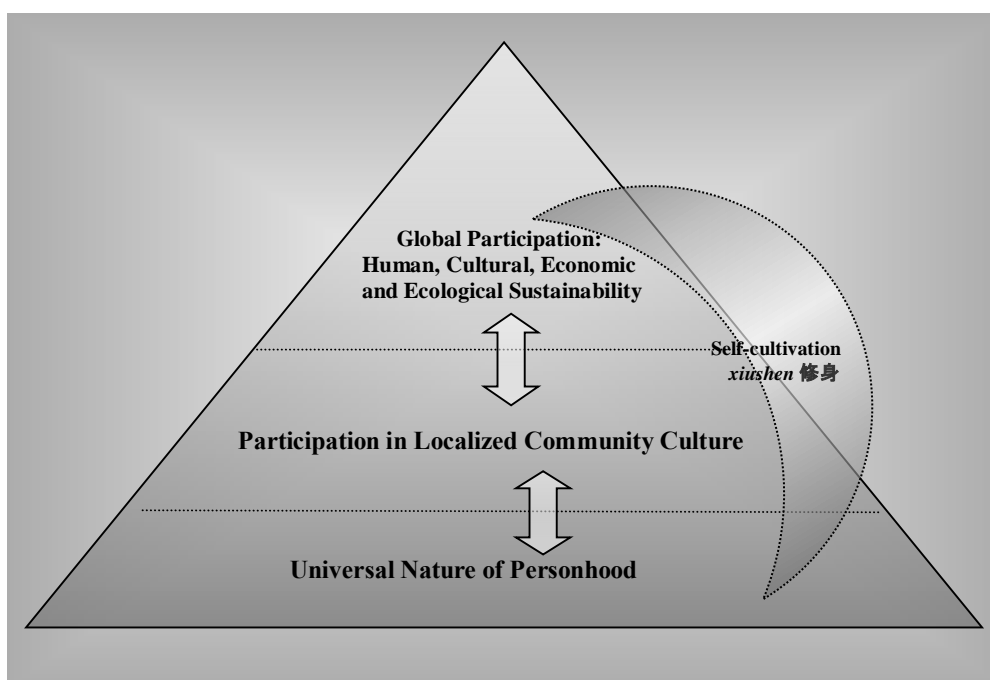 Global Participation:
Human, Cultural, Economic
and Ecological Sustainability
Self-cultivation
xiushen 修身
Participation in Localized Community Culture
Universal Nature of Personhood